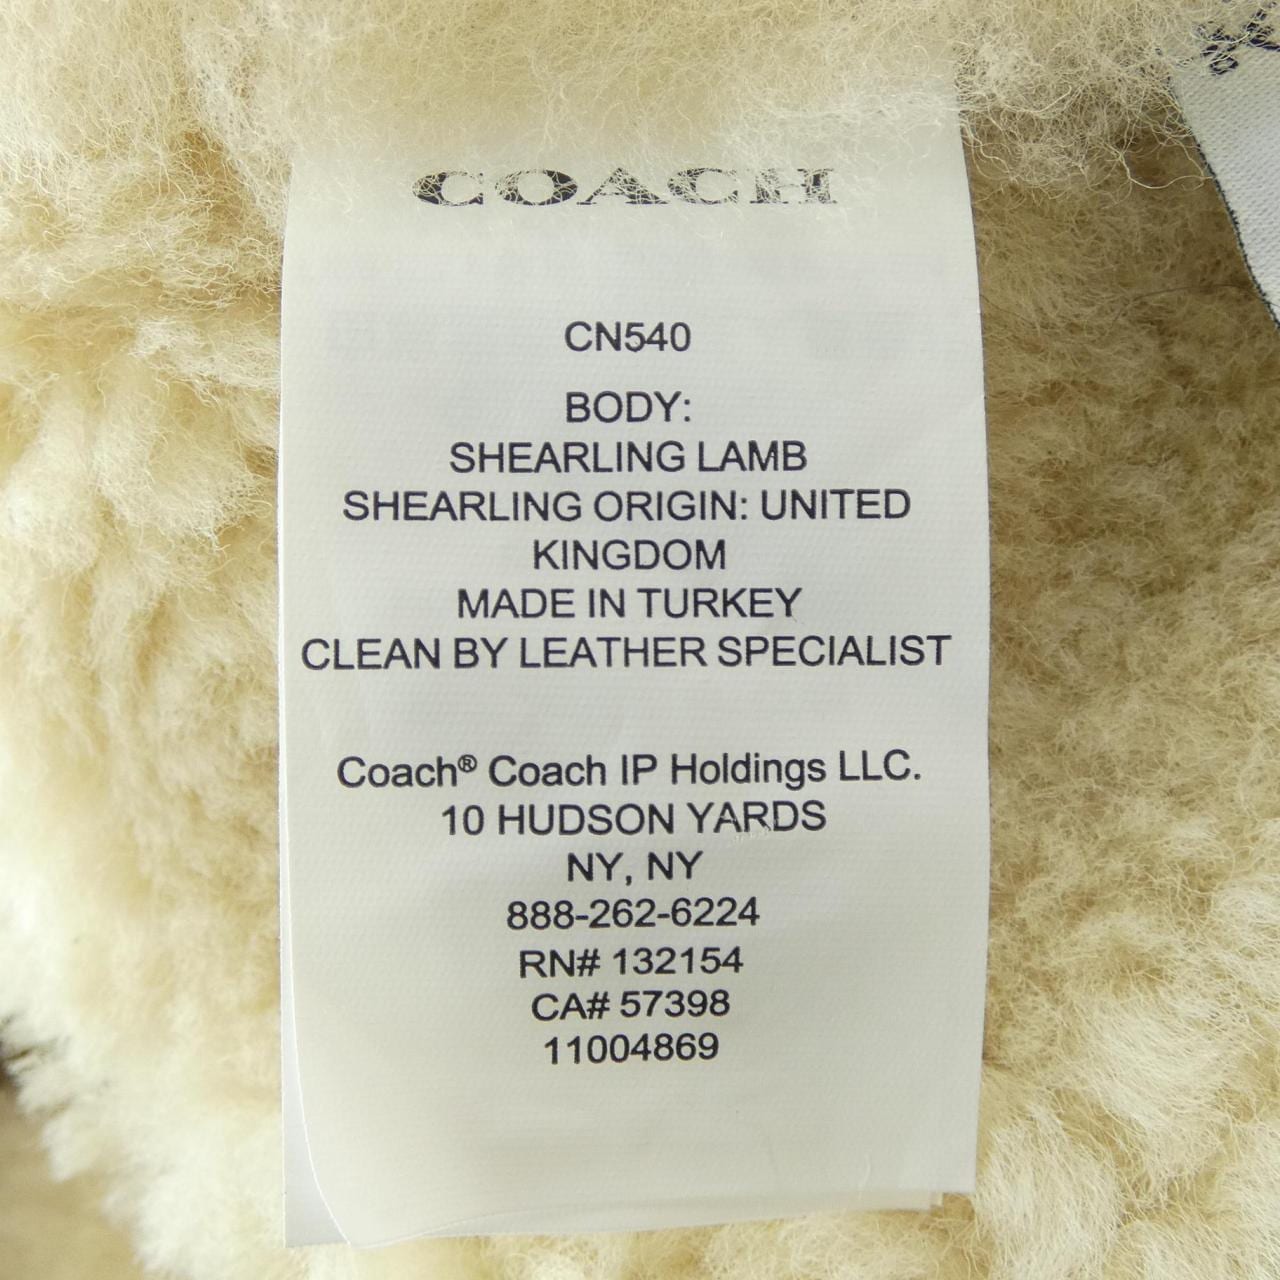 COACH
CN540
BODY:
SHEARLING LAMB
SHEARLING ORIGIN: UNITED
KINGDOM
MADE IN TURKEY
CLEAN BY LEATHER SPECIALIST
Coach® Coach IP Holdings LLC.
10 HUDSON YARDS
NY, NY
888-262-6224
RN# 132154
CA# 57398
11004869